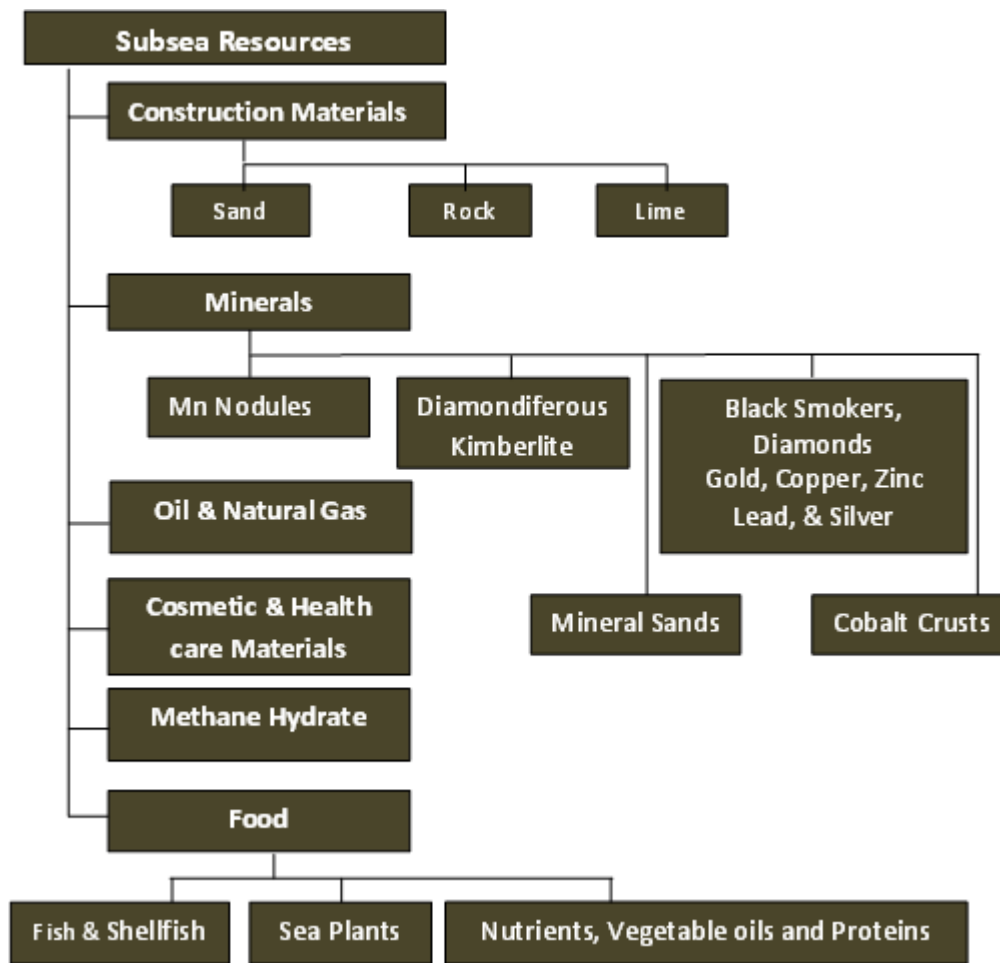 Subsea Resources
Construction Materials
Sand
Rock
Lime
Minerals
Mn Nodules
Diamondiferous
Kimberlite
Black Smokers,
Diamonds
Gold, Copper, Zinc
Lead, & Silver
Oil & Natural Gas
Cosmetic & Health
care Materials
Mineral Sands
Cobalt Crusts
Methane Hydrate
Food
Fish & Shellfish
Sea Plants
Nutrients, Vegetable oils and Proteins